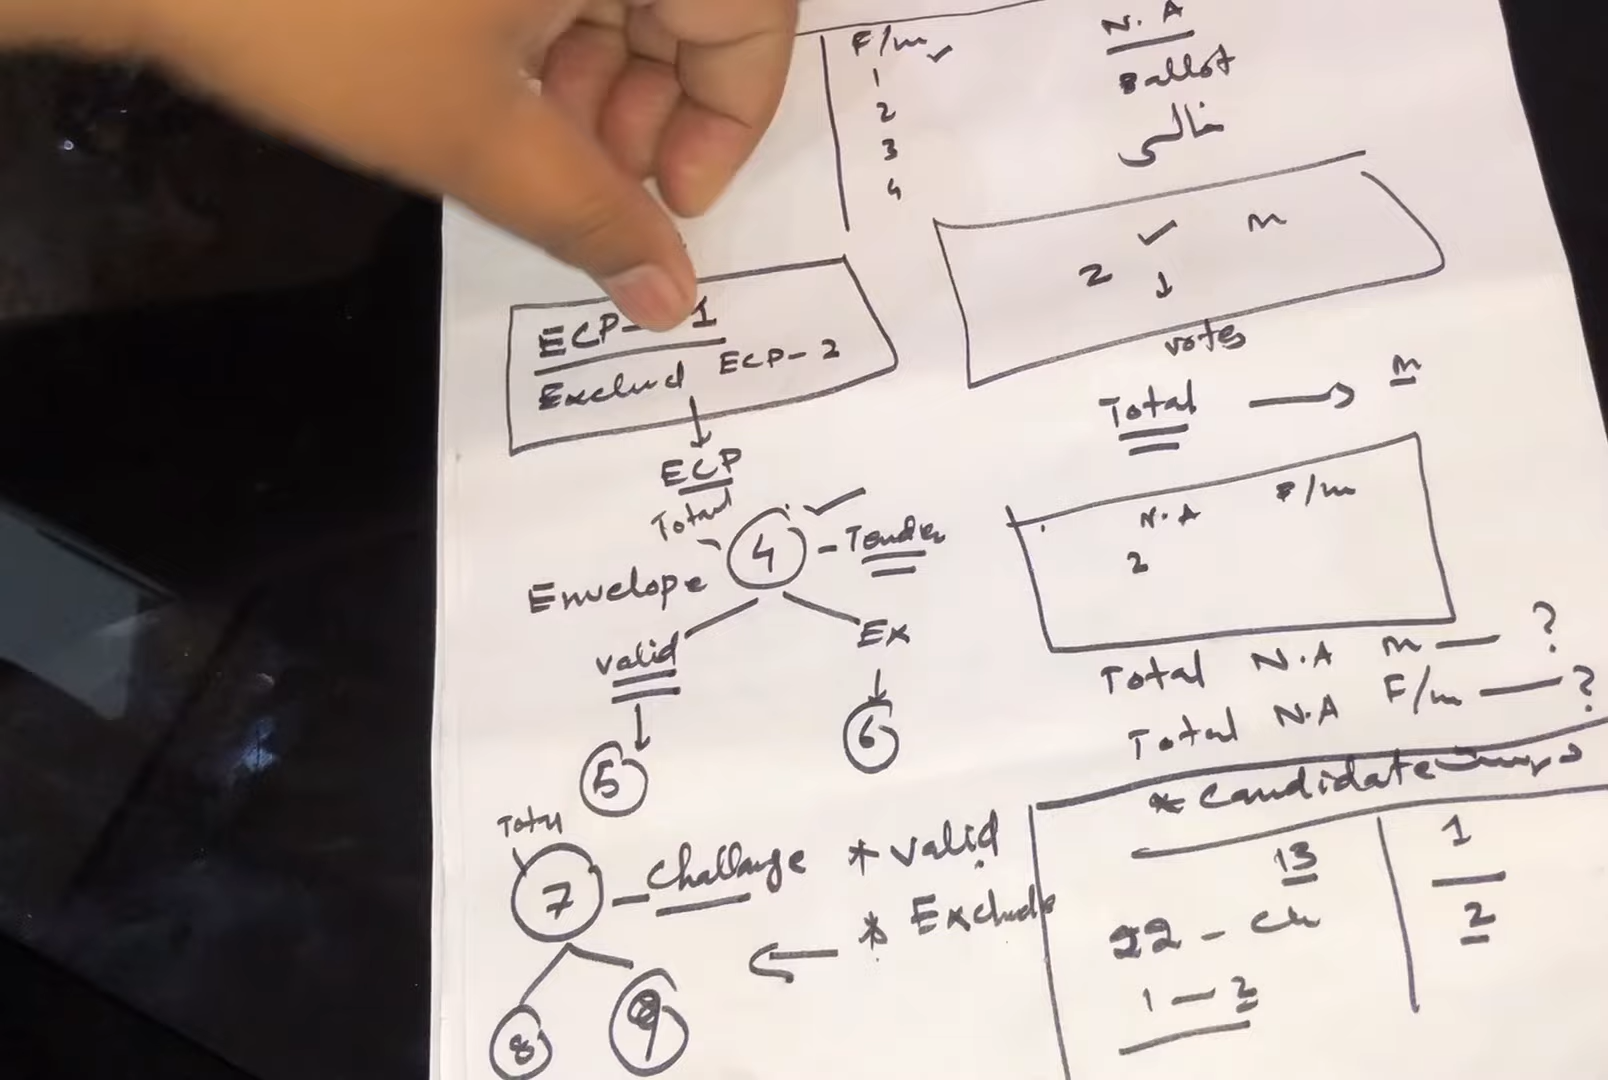 F/m
1
2
3
4
N.A
Ballot
خالی
2 m
votes
Total m
ECP- 1
Exclud ECP-2
ECP
Total
4 - Tender
Envelope
valid
Ex
5
6
N.A F/m
2
Total N.A m — ?
Total N.A F/m — ?
Total
7 - Challange * valid
* Exclude
8 9
* Candidate
13
1
22 - Ch
2
1 - 2